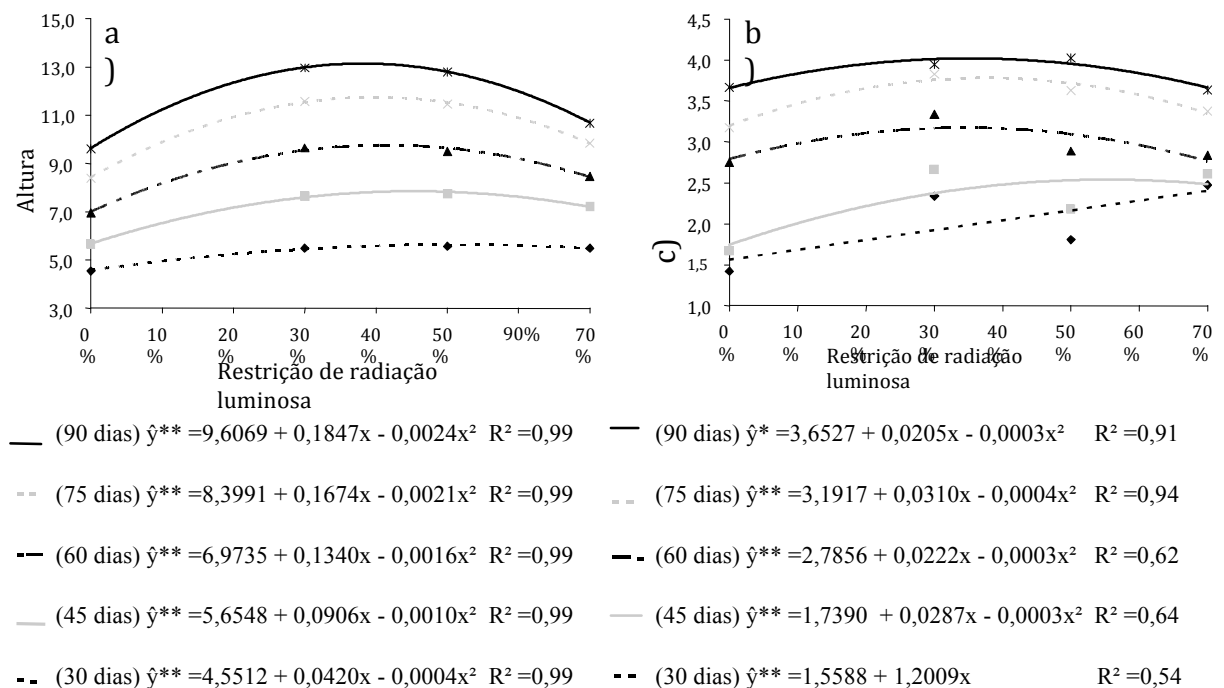 a
)
15,0
13,0
11,0
9,0
7,0
5,0
3,0
Altura
0 % 10 % 20 % 30 % 40 % 50 % 90% 70 %
Restrição de radiação
luminosa
b
)
4,5
4,0
3,5
3,0
2,5
2,0
1,5
1,0
c)
0 % 10 % 20 % 30 % 40 % 50 % 60 % 70 %
Restrição de radiação
luminosa
(90 dias) ŷ** =9,6069 + 0,1847x - 0,0024x² R² =0,99
(75 dias) ŷ** =8,3991 + 0,1674x - 0,0021x² R² =0,99
(60 dias) ŷ** =6,9735 + 0,1340x - 0,0016x² R² =0,99
(45 dias) ŷ** =5,6548 + 0,0906x - 0,0010x² R² =0,99
(30 dias) ŷ** =4,5512 + 0,0420x - 0,0004x² R² =0,99
(90 dias) ŷ* =3,6527 + 0,0205x - 0,0003x² R² =0,91
(75 dias) ŷ** =3,1917 + 0,0310x - 0,0004x² R² =0,94
(60 dias) ŷ** =2,7856 + 0,0222x - 0,0003x² R² =0,62
(45 dias) ŷ** =1,7390 + 0,0287x - 0,0003x² R² =0,64
(30 dias) ŷ** =1,5588 + 1,2009x R² =0,54